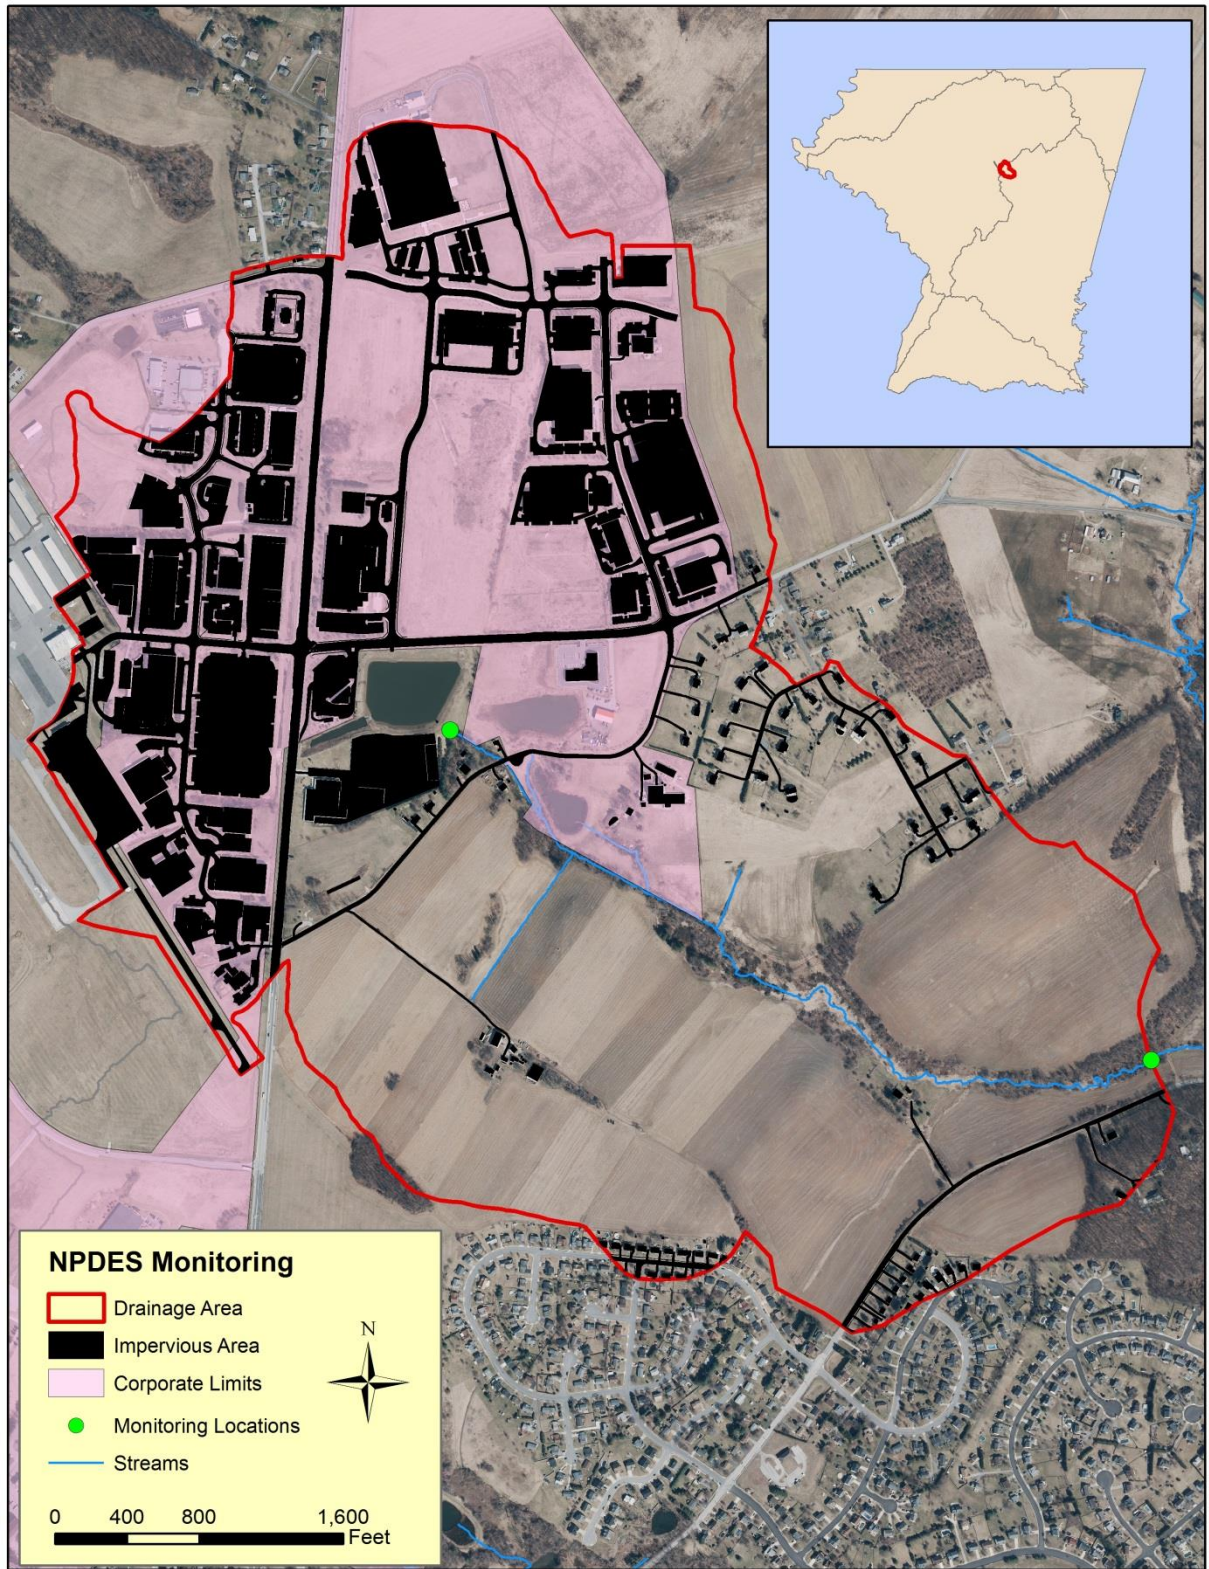 NPDES Monitoring
Drainage Area
Impervious Area
Corporate Limits
Monitoring Locations
Streams
N
0 400 800 1,600
Feet